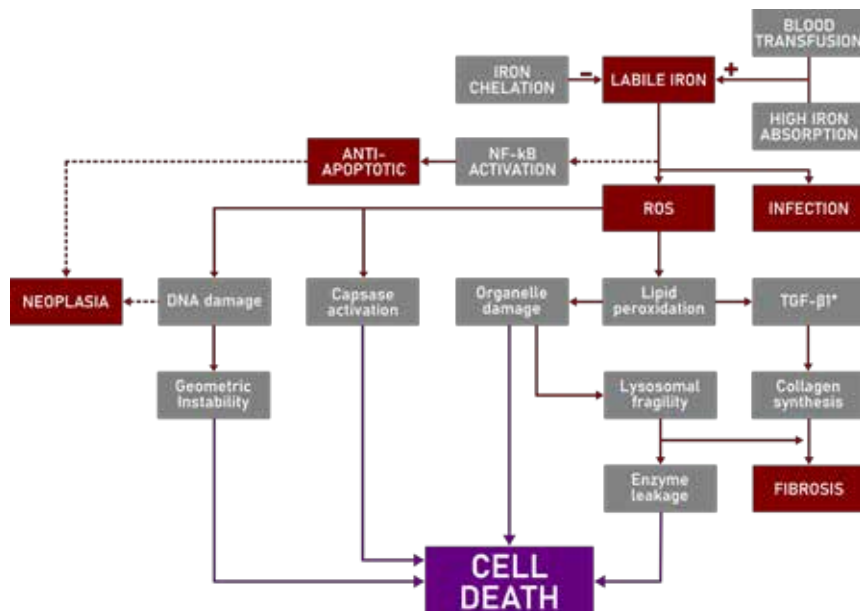 BLOOD
TRANSFUSION
IRON
CHELATION
-
LABILE IRON
+
HIGH IRON
ABSORPTION
ANTI-
APOPTOTIC
NF-kB
ACTIVATION
ROS
INFECTION
NEOPLASIA
DNA damage
Capsase
activation
Organelle
damage
Lipid
peroxidation
TGF-β1*
Geometric
Instability
Lysosomal
fragility
Collagen
synthesis
Enzyme
leakage
FIBROSIS
CELL
DEATH